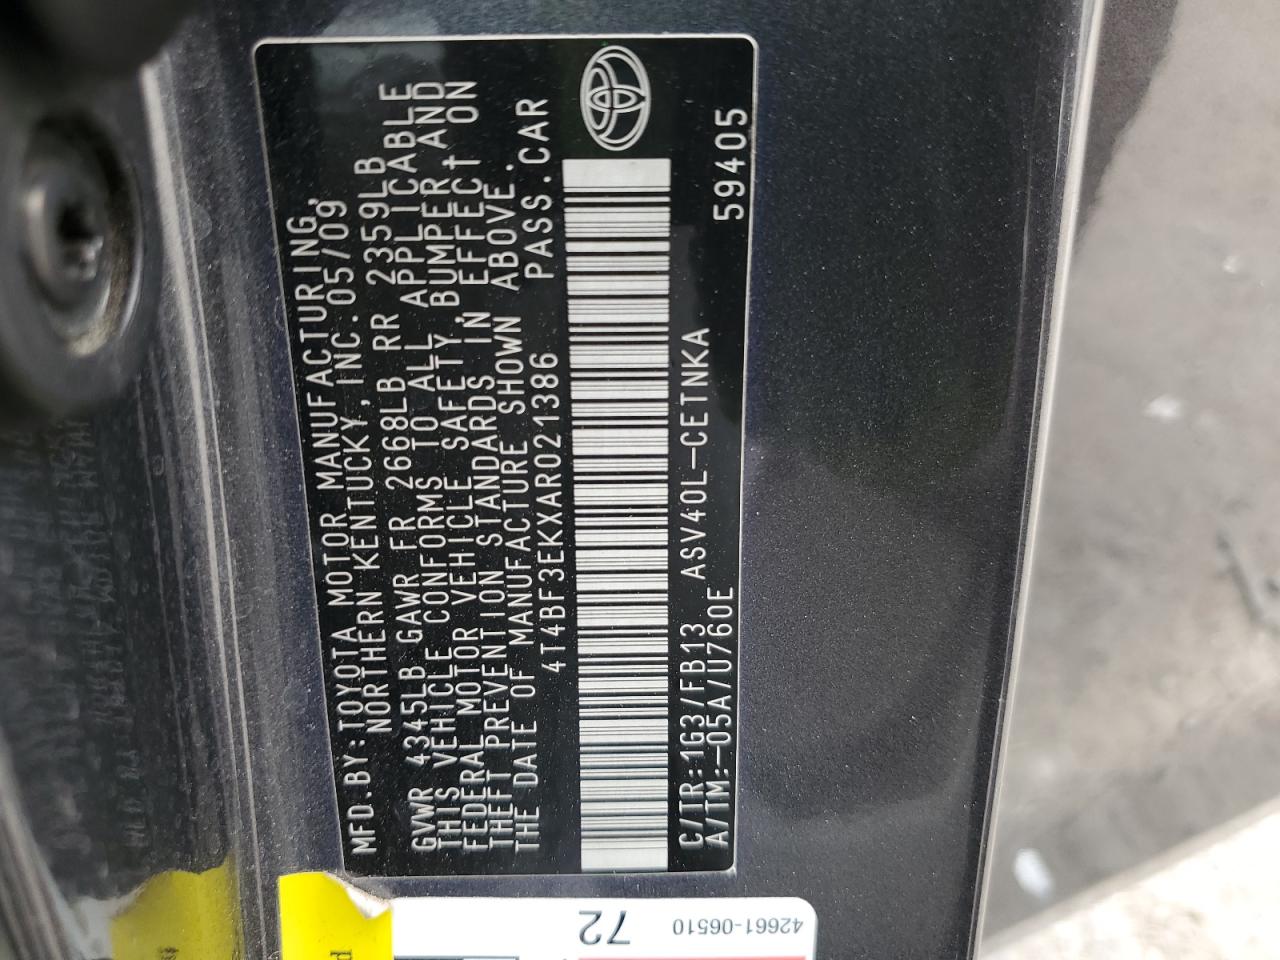 MFD.BY:TOYOTA MOTOR MANUFACTURING,
NORTHERN KENTUCKY, INC.05/09
GVWR 4345LB GAWR FR 2668LB RR 2359LB
THIS VEHICLE CONFORMS TO ALL APPLICABLE
FEDERAL MOTOR VEHICLE SAFETY, BUMPER AND
THEFT PREVENTION STANDARDS IN EFFECT ON
THE DATE OF MANUFACTURE SHOWN ABOVE.
4T4BF3EKXAR021386 PASS.CAR
C/TR:1G3/FB13 ASV40L-CETNKA
A/TM:-05A/U760E 59405
72
42661-06510